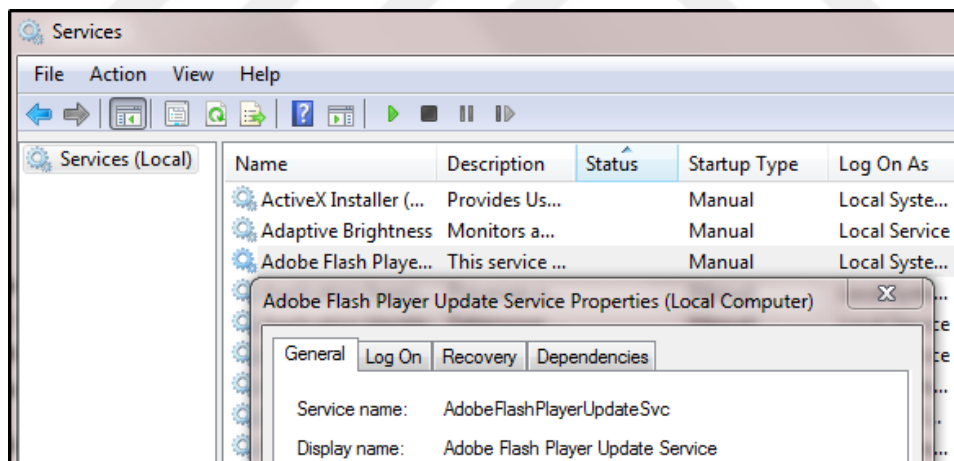 Services
File Action View Help
Services (Local)
Name Description Status Startup Type Log On As
ActiveX Installer (... Provides Us... Manual Local Syste...
Adaptive Brightness Monitors a... Manual Local Service
Adobe Flash Playe... This service ... Manual Local Syste...
Adobe Flash Player Update Service Properties (Local Computer)
General Log On Recovery Dependencies
Service name: AdobeFlashPlayerUpdateSvc
Display name: Adobe Flash Player Update Service